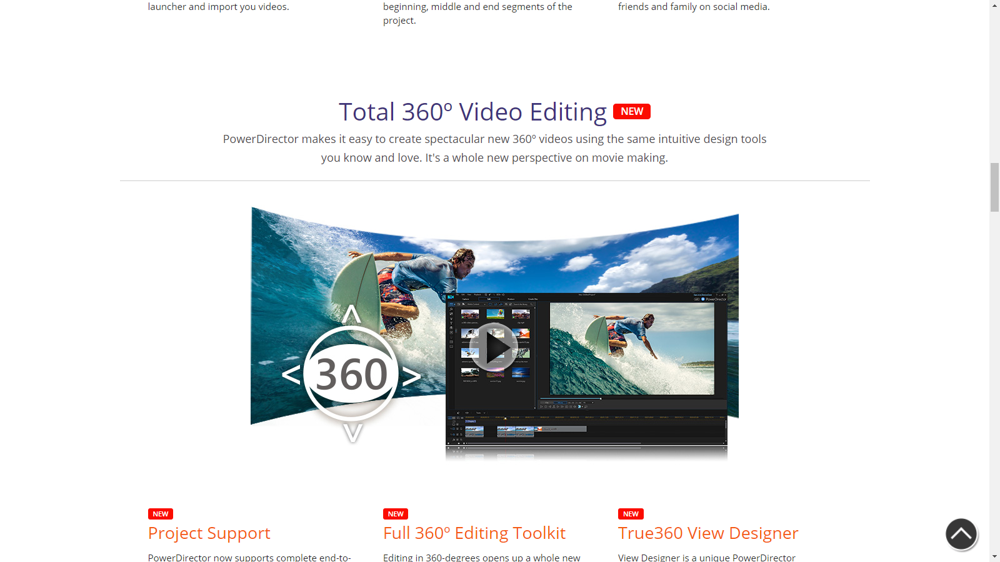 launcher and import you videos.
beginning, middle and end segments of the
project.
friends and family on social media.
Total 360º Video Editing NEW
PowerDirector makes it easy to create spectacular new 360º videos using the same intuitive design tools
you know and love. It's a whole new perspective on movie making.
360
PowerDirector
NEW
Project Support
PowerDirector now supports complete end-to-
NEW
Full 360º Editing Toolkit
Editing in 360-degrees opens up a whole new
NEW
True360 View Designer
View Designer is a unique PowerDirector